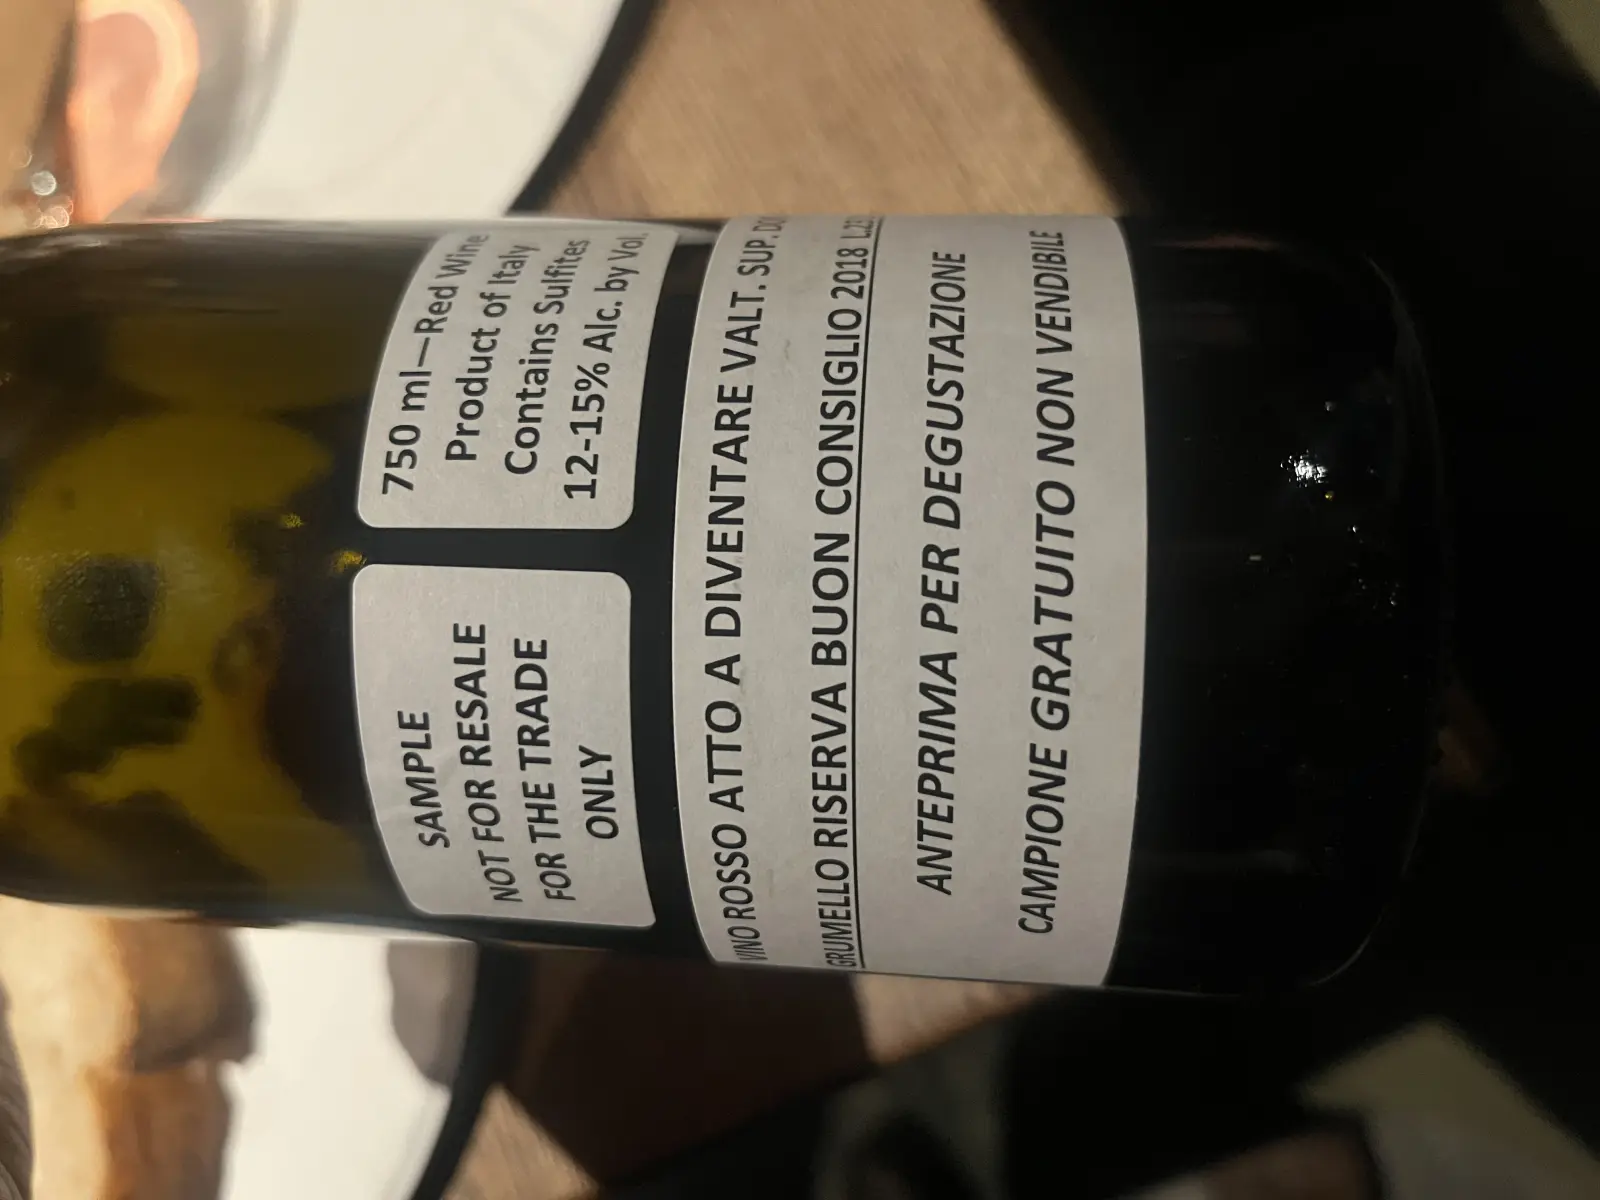 SAMPLE
NOT FOR RESALE
FOR THE TRADE
ONLY
750 ml—Red Wine
Product of Italy
Contains Sulfites
12-15% Alc. by Vol.
VINO ROSSO ATTO A DIVENTARE VALT. SUP.
GRUMELLO RISERVA BUON CONSIGLIO 2018
ANTEPRIMA PER DEGUSTAZIONE
CAMPIONE GRATUITO NON VENDIBILE